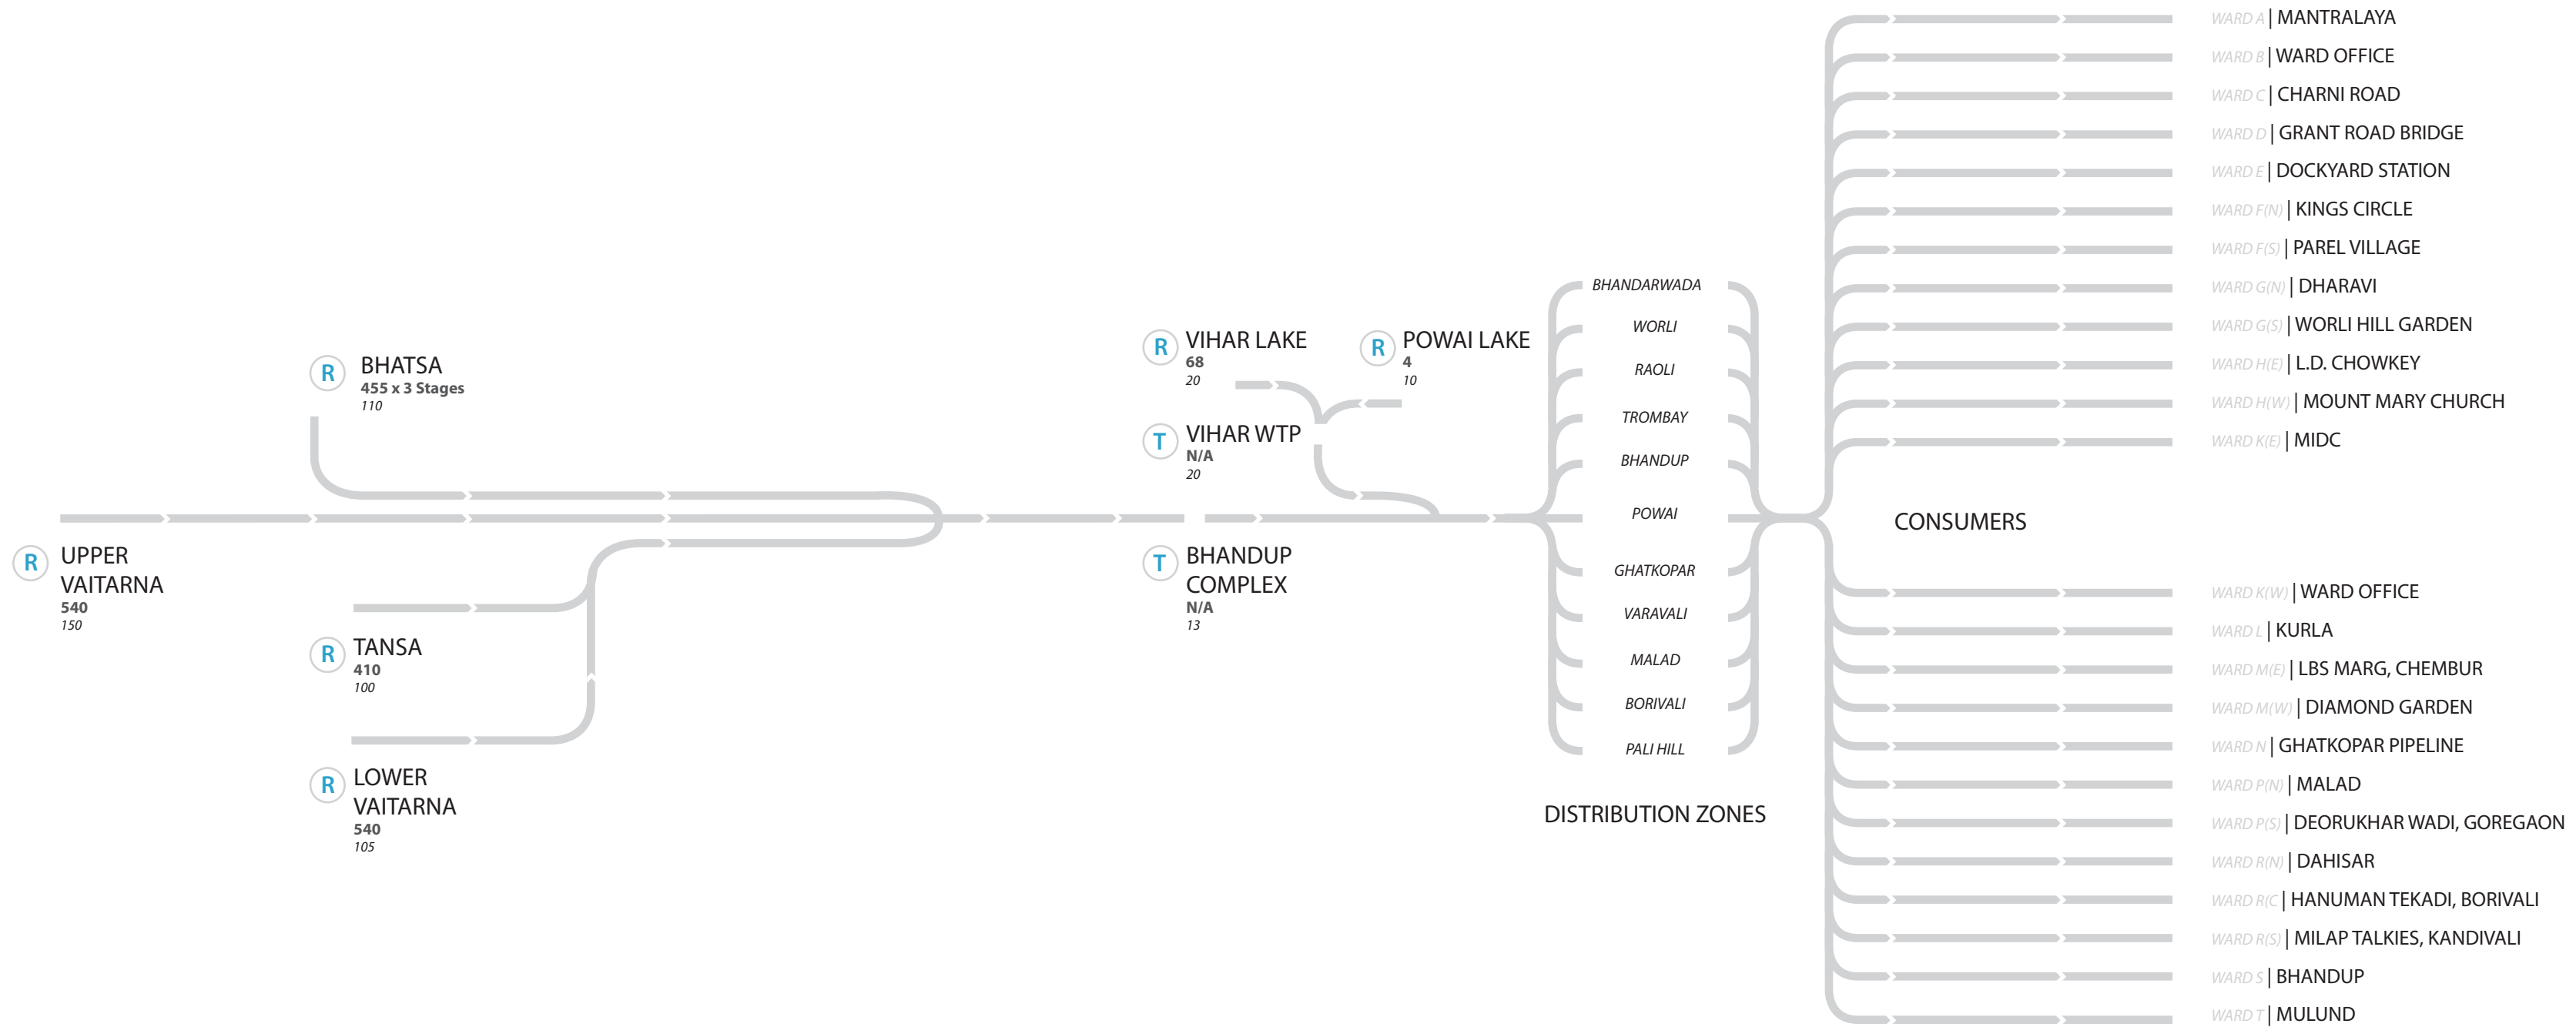 R
UPPER
VAITARNA
540
150
R
BHATSA
455 x 3 Stages
110
R
TANSA
410
100
R
LOWER
VAITARNA
540
105
R
VIHAR LAKE
68
20
R
POWAI LAKE
4
10
T
VIHAR WTP
N/A
20
T
BHANDUP
COMPLEX
N/A
13
BHANDARWADA
WORLI
RAOLI
TROMBAY
BHANDUP
POWAI
GHATKOPAR
VARAVALI
MALAD
BORIVALI
PALI HILL
DISTRIBUTION ZONES
WARD A | MANTRALAYA
WARD B | WARD OFFICE
WARD C | CHARNI ROAD
WARD D | GRANT ROAD BRIDGE
WARD E | DOCKYARD STATION
WARD F(N) | KINGS CIRCLE
WARD F(S) | PAREL VILLAGE
WARD G(N) | DHARAVI
WARD G(S) | WORLI HILL GARDEN
WARD H(E) | L.D. CHOWKEY
WARD H(W) | MOUNT MARY CHURCH
WARD K(E) | MIDC
CONSUMERS
WARD K(W) | WARD OFFICE
WARD L | KURLA
WARD M(E) | LBS MARG, CHEMBUR
WARD M(W) | DIAMOND GARDEN
WARD N | GHATKOPAR PIPELINE
WARD P(N) | MALAD
WARD P(S) | DEORUKHAR WADI, GOREGAON
WARD R(N) | DAHISAR
WARD R(C | HANUMAN TEKADI, BORIVALI
WARD R(S) | MILAP TALKIES, KANDIVALI
WARD S | BHANDUP
WARD T | MULUND